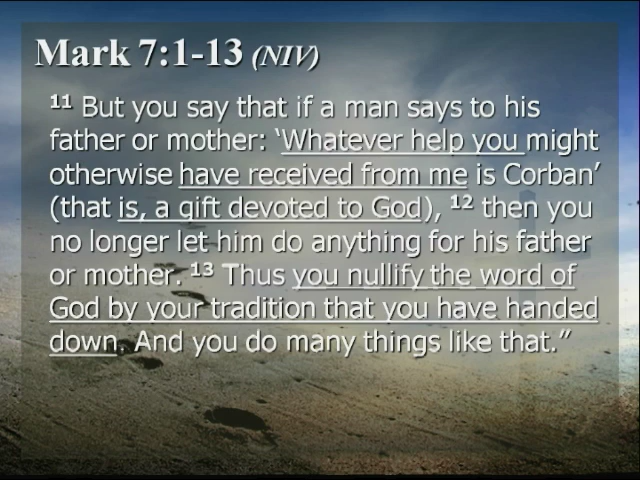 Mark 7:1-13 (NIV)
11 But you say that if a man says to his
father or mother: ‘Whatever help you might
otherwise have received from me is Corban’
(that is, a gift devoted to God), 12 then you
no longer let him do anything for his father
or mother. 13 Thus you nullify the word of
God by your tradition that you have handed
down. And you do many things like that.”